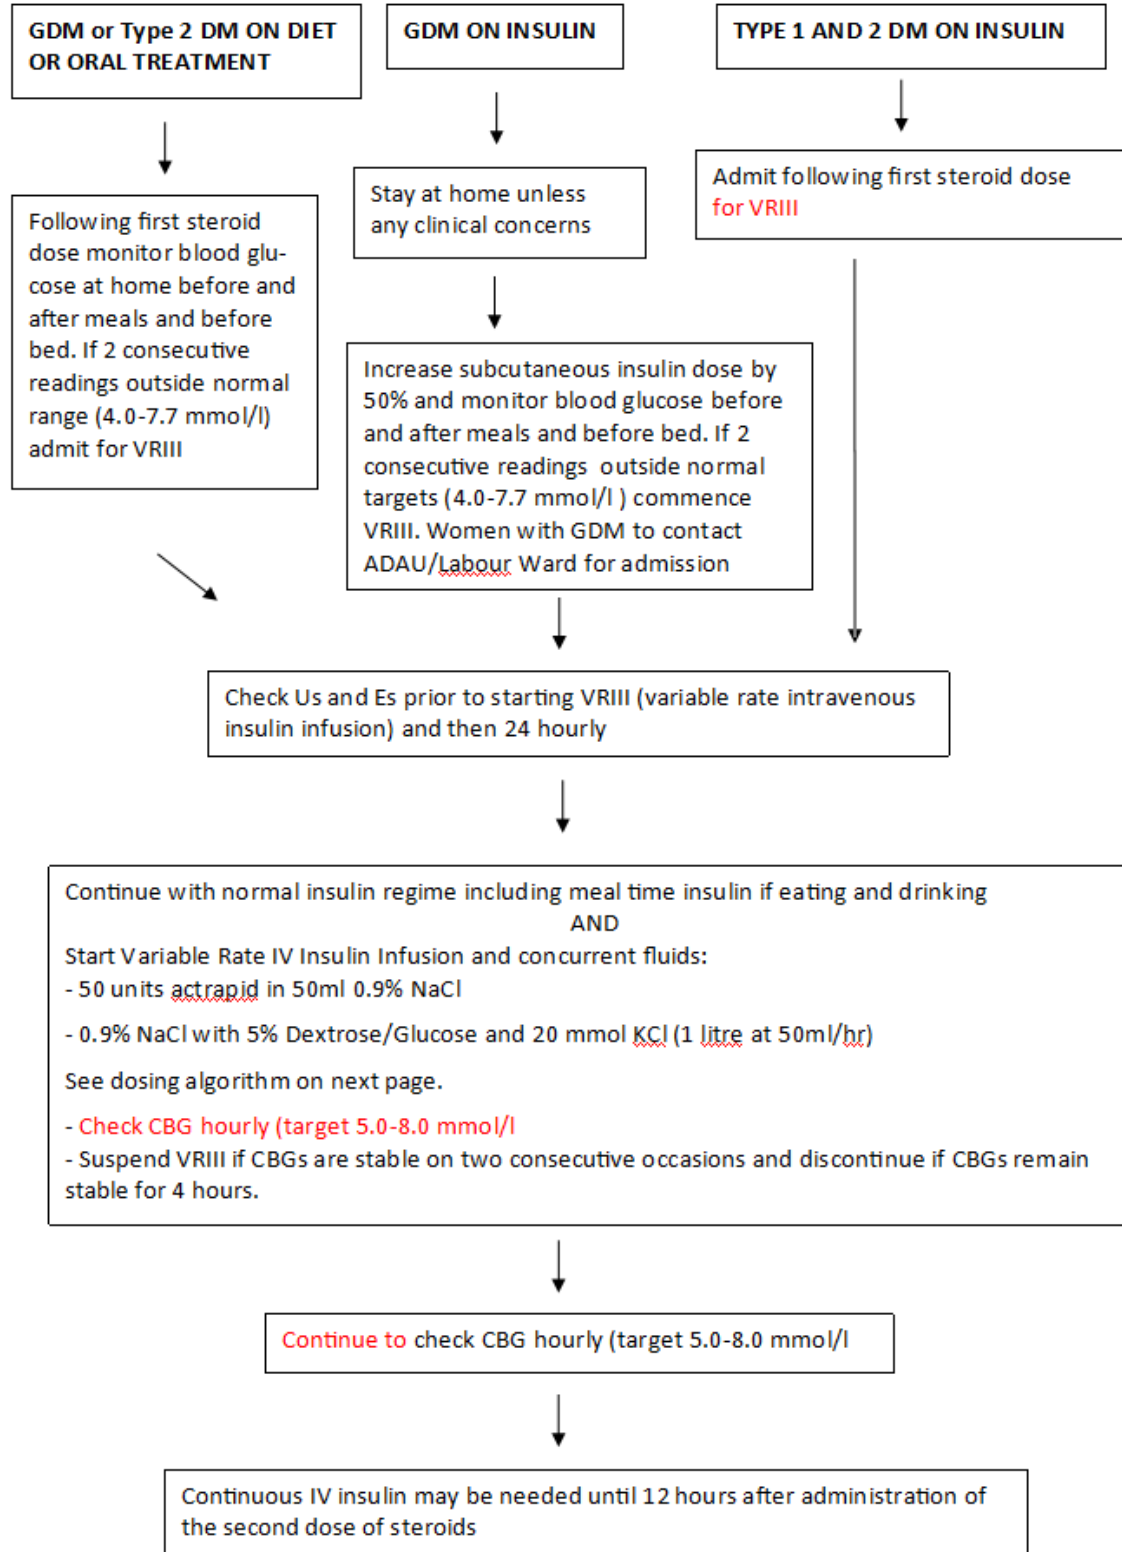 GDM or Type 2 DM ON DIET
OR ORAL TREATMENT
GDM ON INSULIN
TYPE 1 AND 2 DM ON INSULIN
Following first steroid
dose monitor blood glu-
cose at home before and
after meals and before
bed. If 2 consecutive
readings outside normal
range (4.0-7.7 mmol/l)
admit for VRIII
Stay at home unless
any clinical concerns
Admit following first steroid dose
for VRIII
Increase subcutaneous insulin dose by
50% and monitor blood glucose before
and after meals and before bed. If 2
consecutive readings outside normal
targets (4.0-7.7 mmol/l ) commence
VRIII. Women with GDM to contact
ADAU/Labour Ward for admission
Check Us and Es prior to starting VRIII (variable rate intravenous
insulin infusion) and then 24 hourly
Continue with normal insulin regime including meal time insulin if eating and drinking
AND
Start Variable Rate IV Insulin Infusion and concurrent fluids:
- 50 units actrapid in 50ml 0.9% NaCl
- 0.9% NaCl with 5% Dextrose/Glucose and 20 mmol KCl (1 litre at 50ml/hr)
See dosing algorithm on next page.
- Check CBG hourly (target 5.0-8.0 mmol/l
- Suspend VRIII if CBGs are stable on two consecutive occasions and discontinue if CBGs remain
stable for 4 hours.
Continue to check CBG hourly (target 5.0-8.0 mmol/l
Continuous IV insulin may be needed until 12 hours after administration of
the second dose of steroids